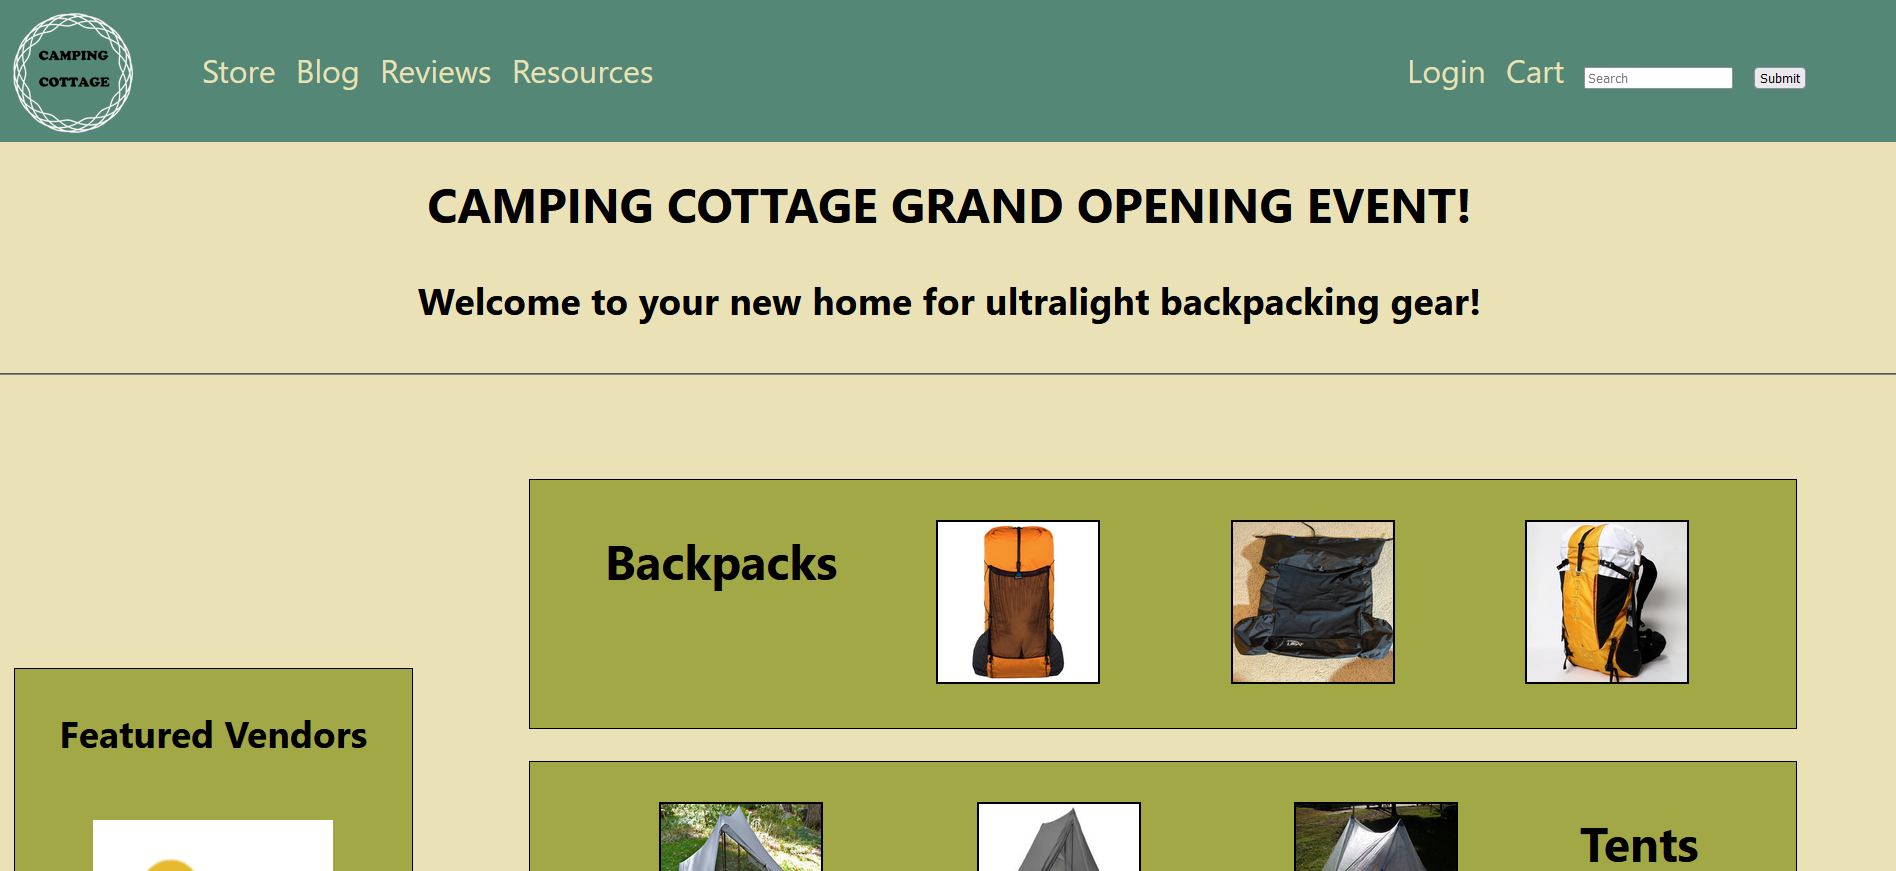 CAMPING
COTTAGE
Store Blog Reviews Resources
Login Cart Search Submit
CAMPING COTTAGE GRAND OPENING EVENT!
Welcome to your new home for ultralight backpacking gear!
Backpacks
Featured Vendors
Tents